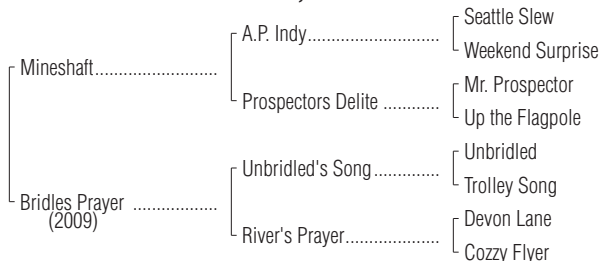 Seattle Slew
A.P. Indy..............................
Weekend Surprise
Mineshaft............................
Mr. Prospector
Prospectors Delite ..............
Up the Flagpole
Unbridled
Unbridled's Song................
Trolley Song
Bridles Prayer ....................
(2009)
Devon Lane
River's Prayer......................
Cozzy Flyer